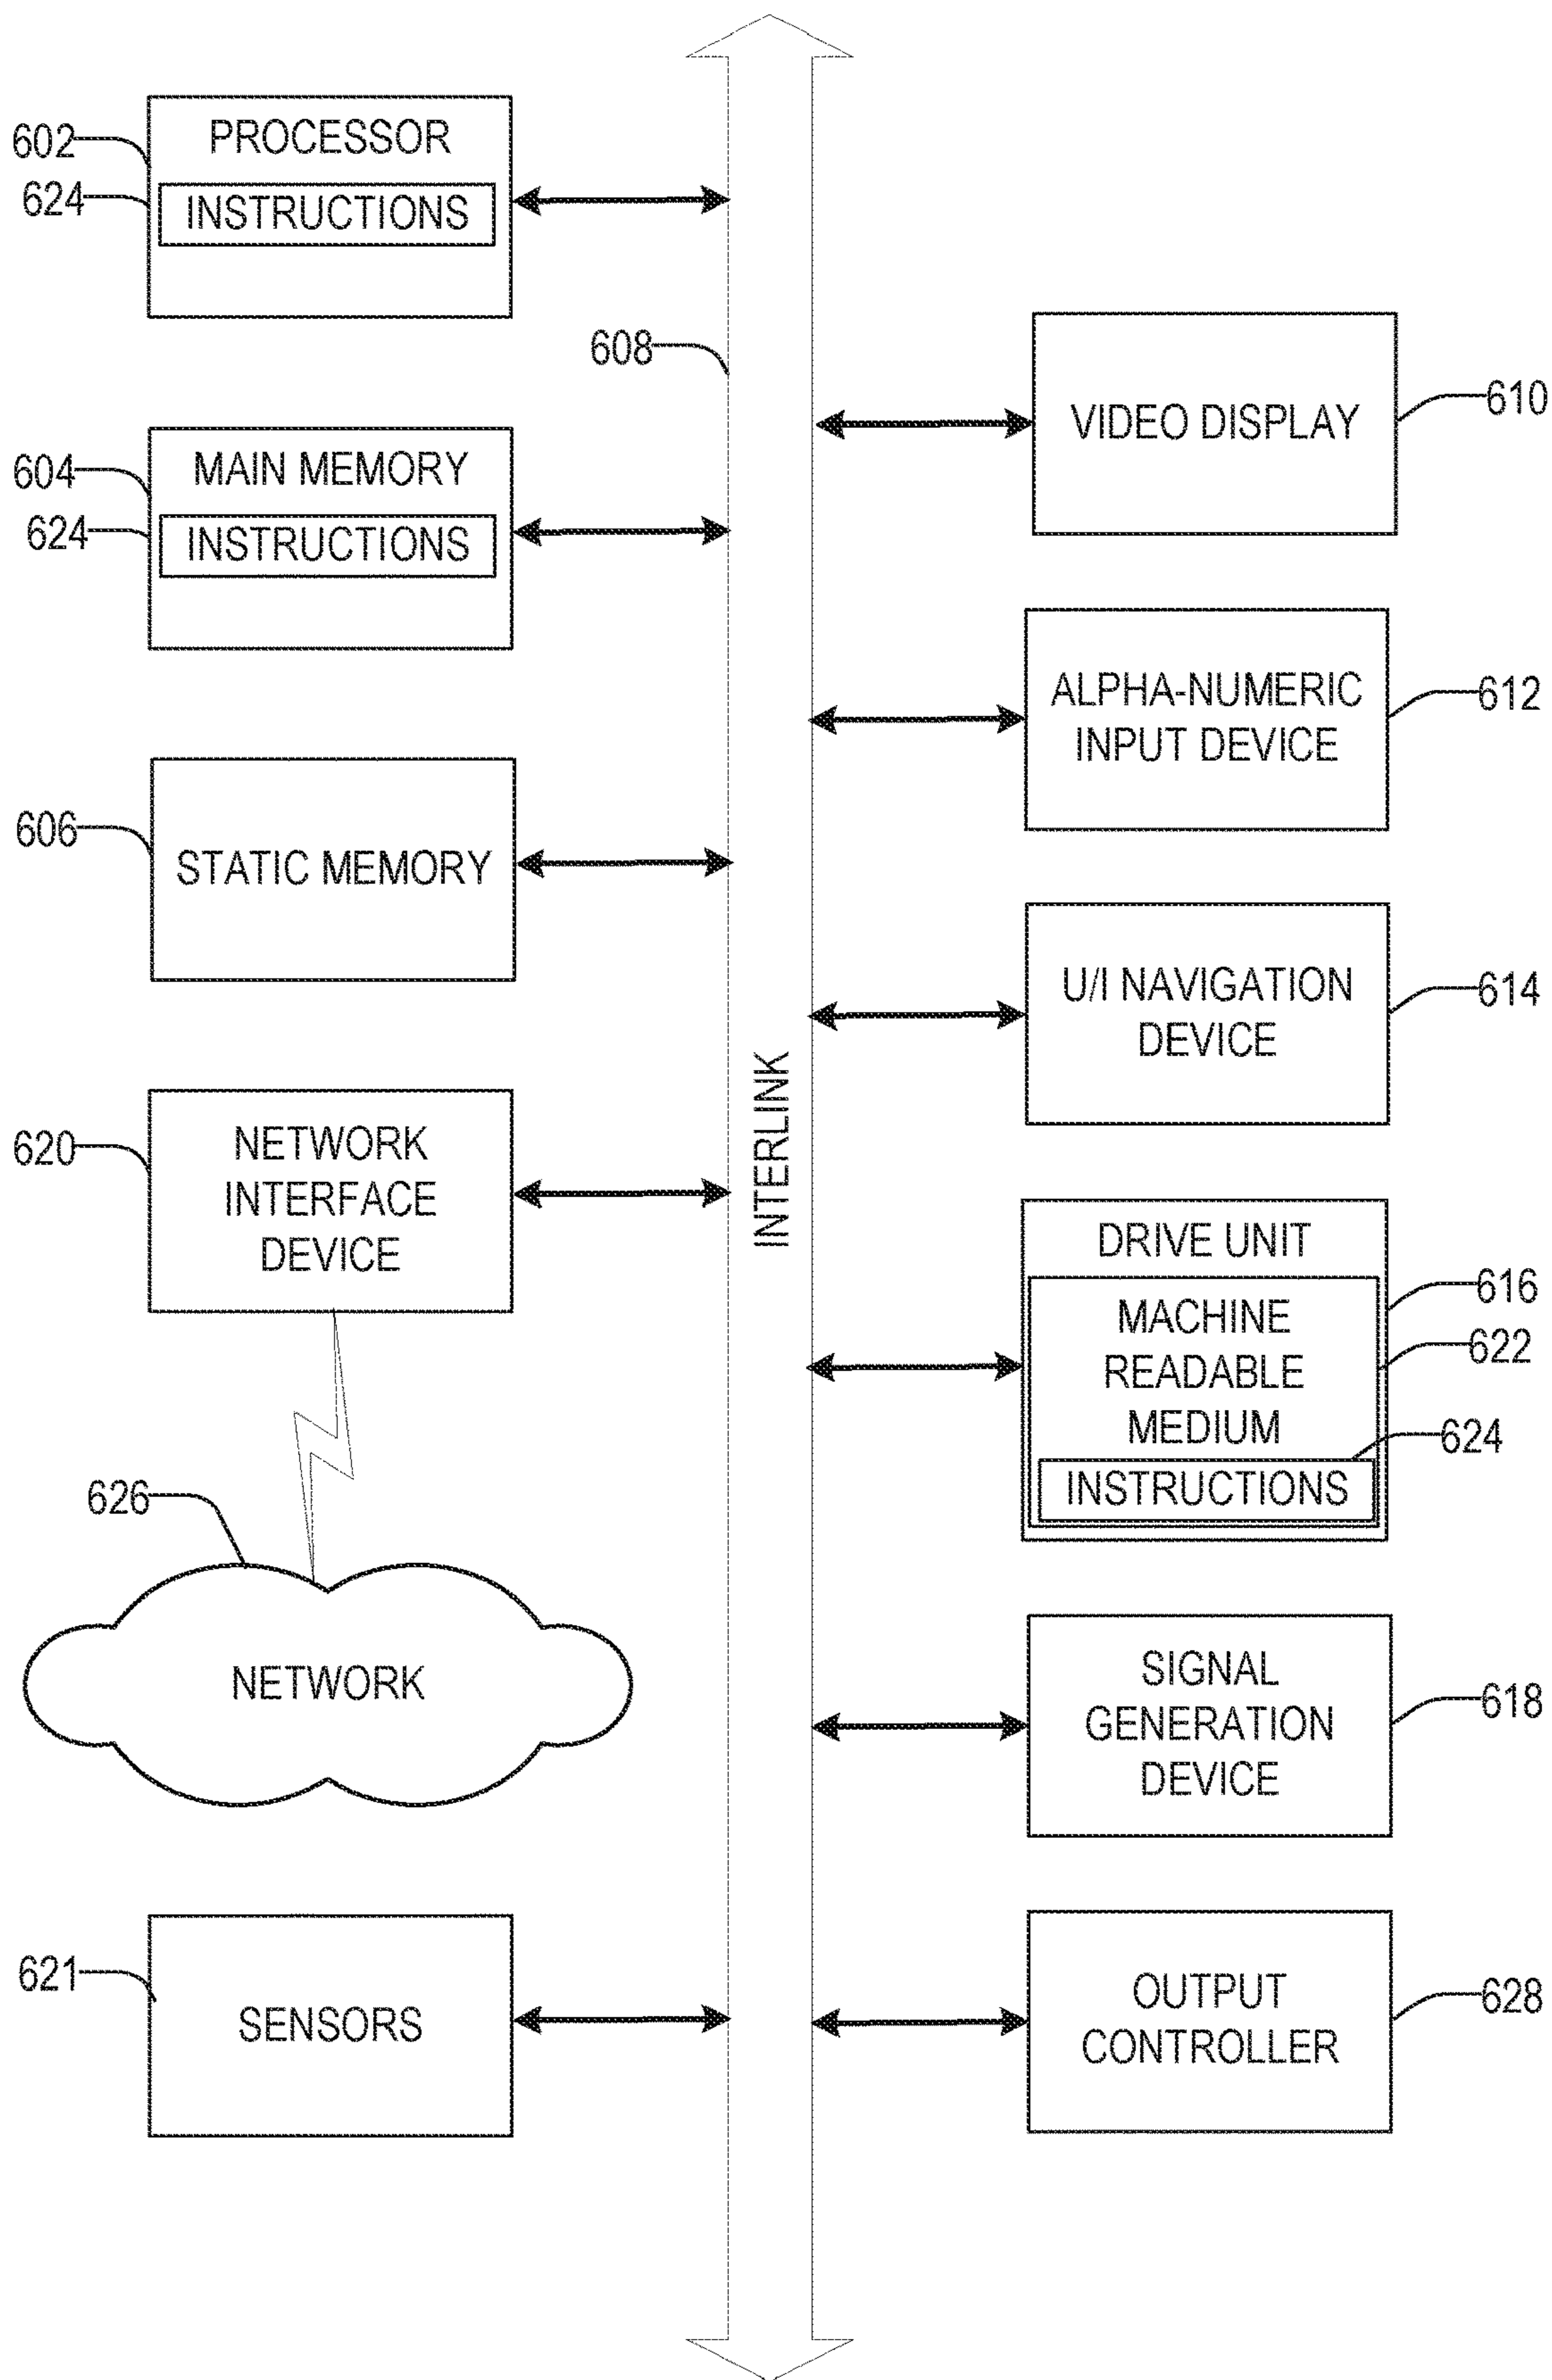 602
PROCESSOR
624
INSTRUCTIONS
608
604
MAIN MEMORY
624
INSTRUCTIONS
606
STATIC MEMORY
620
NETWORK
INTERFACE
DEVICE
626
NETWORK
621
SENSORS
INTERLINK
VIDEO DISPLAY
610
ALPHA-NUMERIC
INPUT DEVICE
612
U/I NAVIGATION
DEVICE
614
DRIVE UNIT
616
MACHINE
READABLE
MEDIUM
622
624
INSTRUCTIONS
SIGNAL
GENERATION
DEVICE
618
OUTPUT
CONTROLLER
628